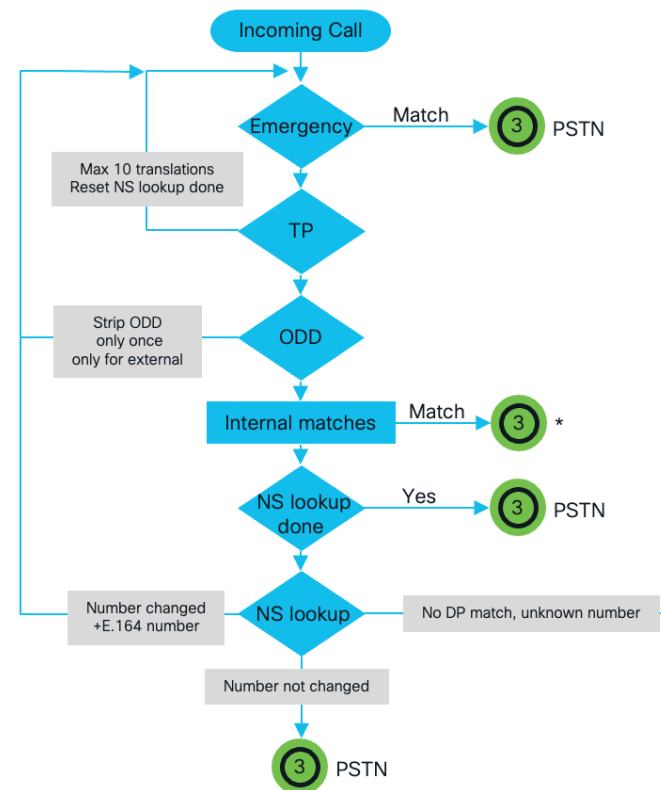 Incoming Call
Emergency
Match
3
PSTN
Max 10 translations
Reset NS lookup done
TP
Strip ODD
only once
only for external
ODD
Internal matches
Match
3
*
NS lookup
done
Yes
3
PSTN
Number changed
+E.164 number
NS lookup
No DP match, unknown number
Number not changed
3
PSTN